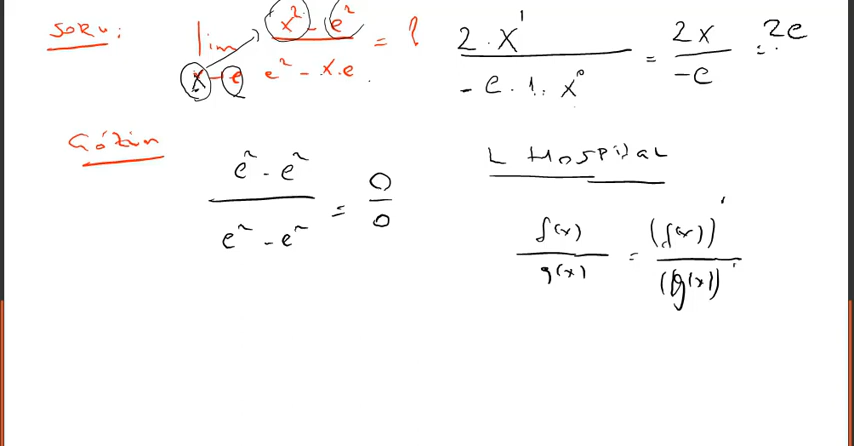 Soru:
lim x→e (x² - e²) / (e² - x.e) = ?
(2 . x¹) / (-e . 1 . x⁰) = 2x / -e = 2e
Çözüm
(e² - e²) / (e² - e²) = 0/0
L Hospital
f(x) / g(x) = (f(x))' / (g(x))'